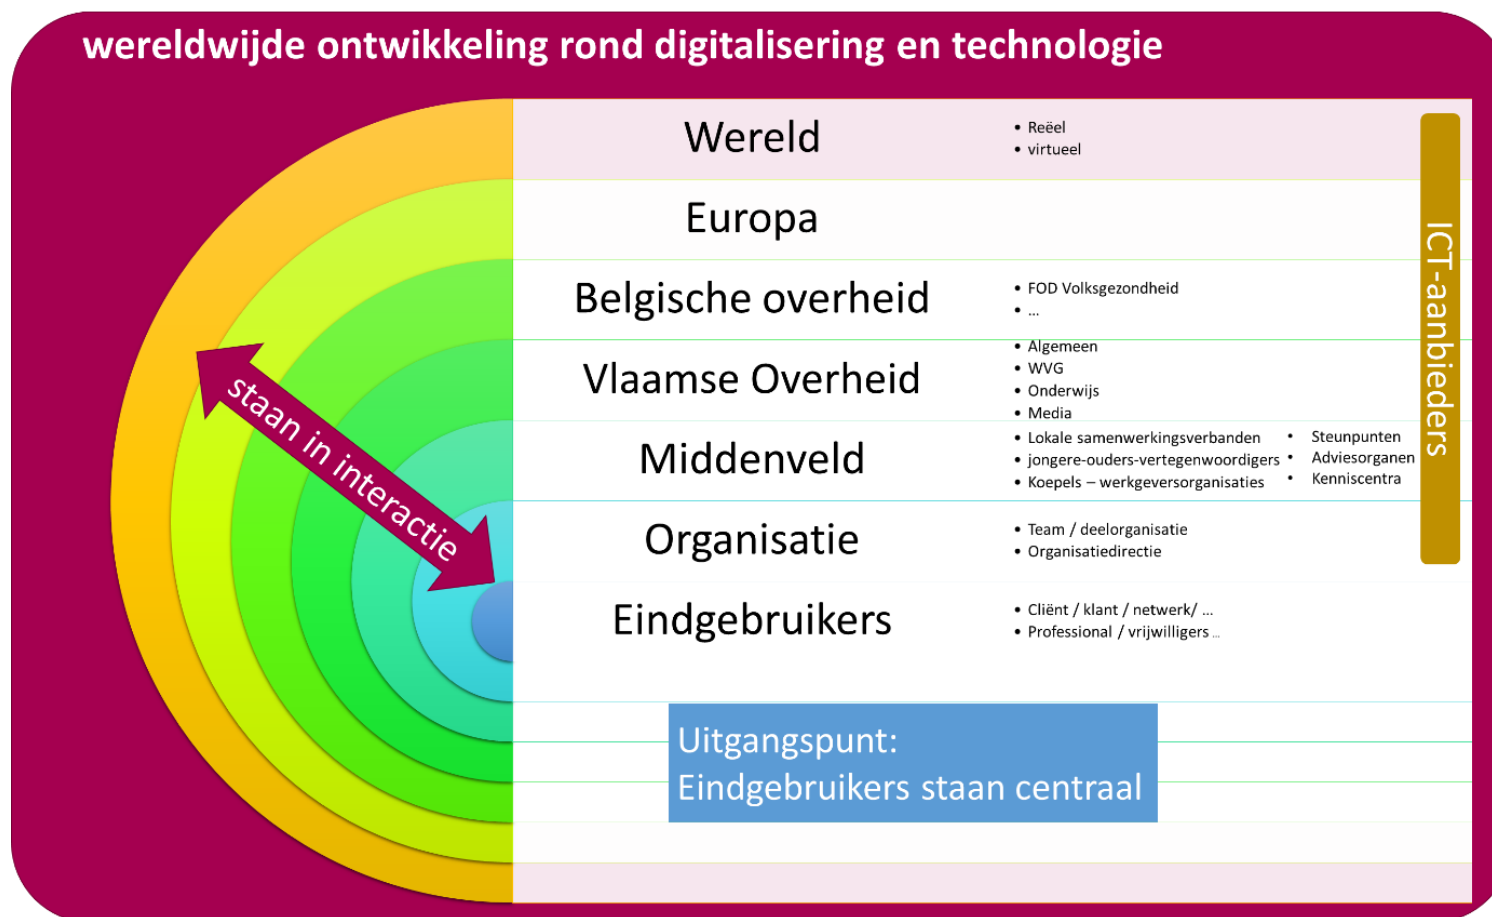 wereldwijde ontwikkeling rond digitalisering en technologie
Wereld
• Reëel
• virtueel
Europa
Belgische overheid
• FOD Volksgezondheid
• ...
Vlaamse Overheid
• Algemeen
• WVG
• Onderwijs
• Media
Middenveld
• Lokale samenwerkingsverbanden
• jongere-ouders-vertegenwoordigers
• Koepels – werkgeversorganisaties
• Steunpunten
• Adviesorganen
• Kenniscentra
Organisatie
• Team / deelorganisatie
• Organisatiedirectie
Eindgebruikers
• Cliënt / klant / netwerk/ ...
• Professional / vrijwilligers ...
ICT-aanbieders
staan in interactie
Uitgangspunt:
Eindgebruikers staan centraal